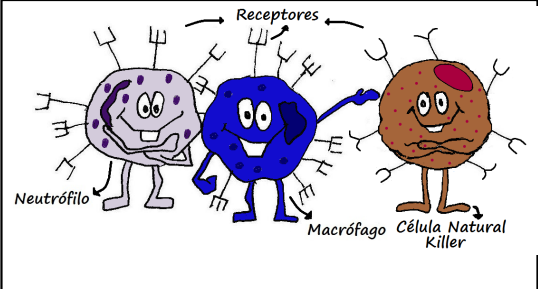 Receptores
Neutrófilo
Macrófago
Célula Natural
Killer